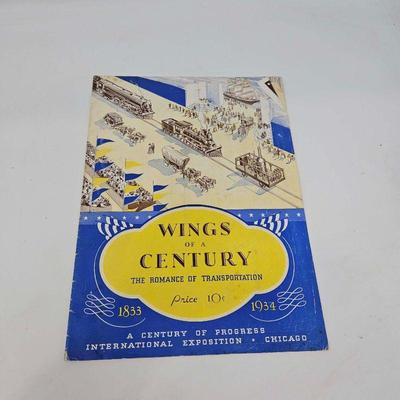 WINGS
OF A
CENTURY
THE ROMANCE OF TRANSPORTATION
Price 10¢
1833 1934
A CENTURY OF PROGRESS
INTERNATIONAL EXPOSITION · CHICAGO